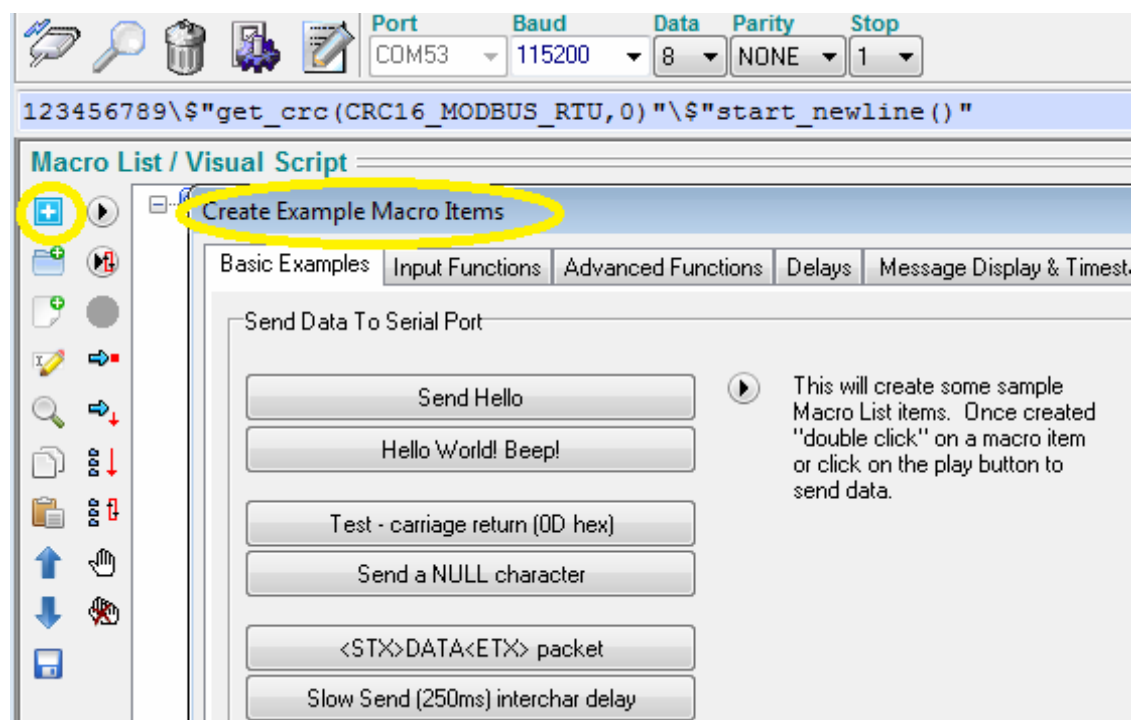 Port Baud Data Parity Stop
COM53 115200 8 NONE 1
123456789\$"get_crc(CRC16_MODBUS_RTU,0)"\$"start_newline()"
Macro List / Visual Script
Create Example Macro Items
Basic Examples Input Functions Advanced Functions Delays Message Display & Timest
Send Data To Serial Port
Send Hello
Hello World! Beep!
Test - carriage return (0D hex)
Send a NULL character
<STX>DATA<ETX> packet
Slow Send (250ms) interchar delay
This will create some sample
Macro List items. Once created
"double click" on a macro item
or click on the play button to
send data.